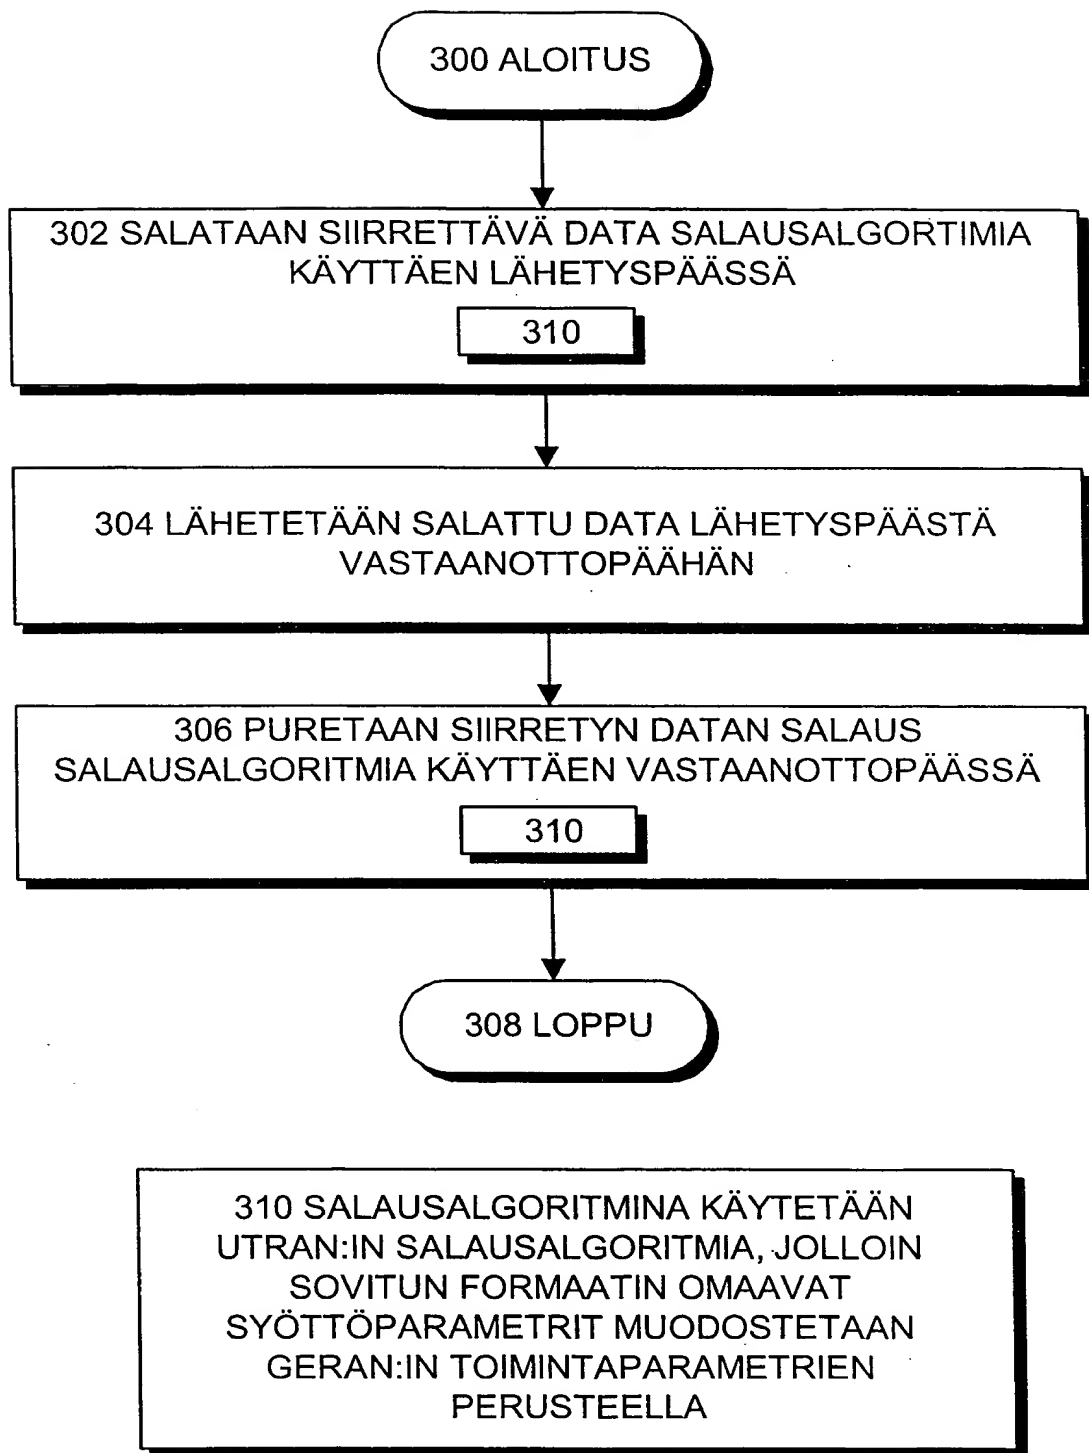 300 ALOITUS
302 SALATAAN SIIRRETTÄVÄ DATA SALAUSALGORTIMIA
KÄYTTÄEN LÄHETYSPÄÄSSÄ
310
304 LÄHETETÄÄN SALATTU DATA LÄHETYSPÄÄSTÄ
VASTAANOTTOPÄÄHÄN
306 PURETAAN SIIRRETYN DATAN SALAUS
SALAUSALGORITMIA KÄYTTÄEN VASTAANOTTOPÄÄSSÄ
310
308 LOPPU
310 SALAUSALGORITMINA KÄYTETÄÄN
UTRAN:IN SALAUSALGORITMIA, JOLLOIN
SOVITUN FORMAATIN OMAAVAT
SYÖTTÖPARAMETRIT MUODOSTETAAN
GERAN:IN TOIMINTAPARAMETRIEN
PERUSTEELLA